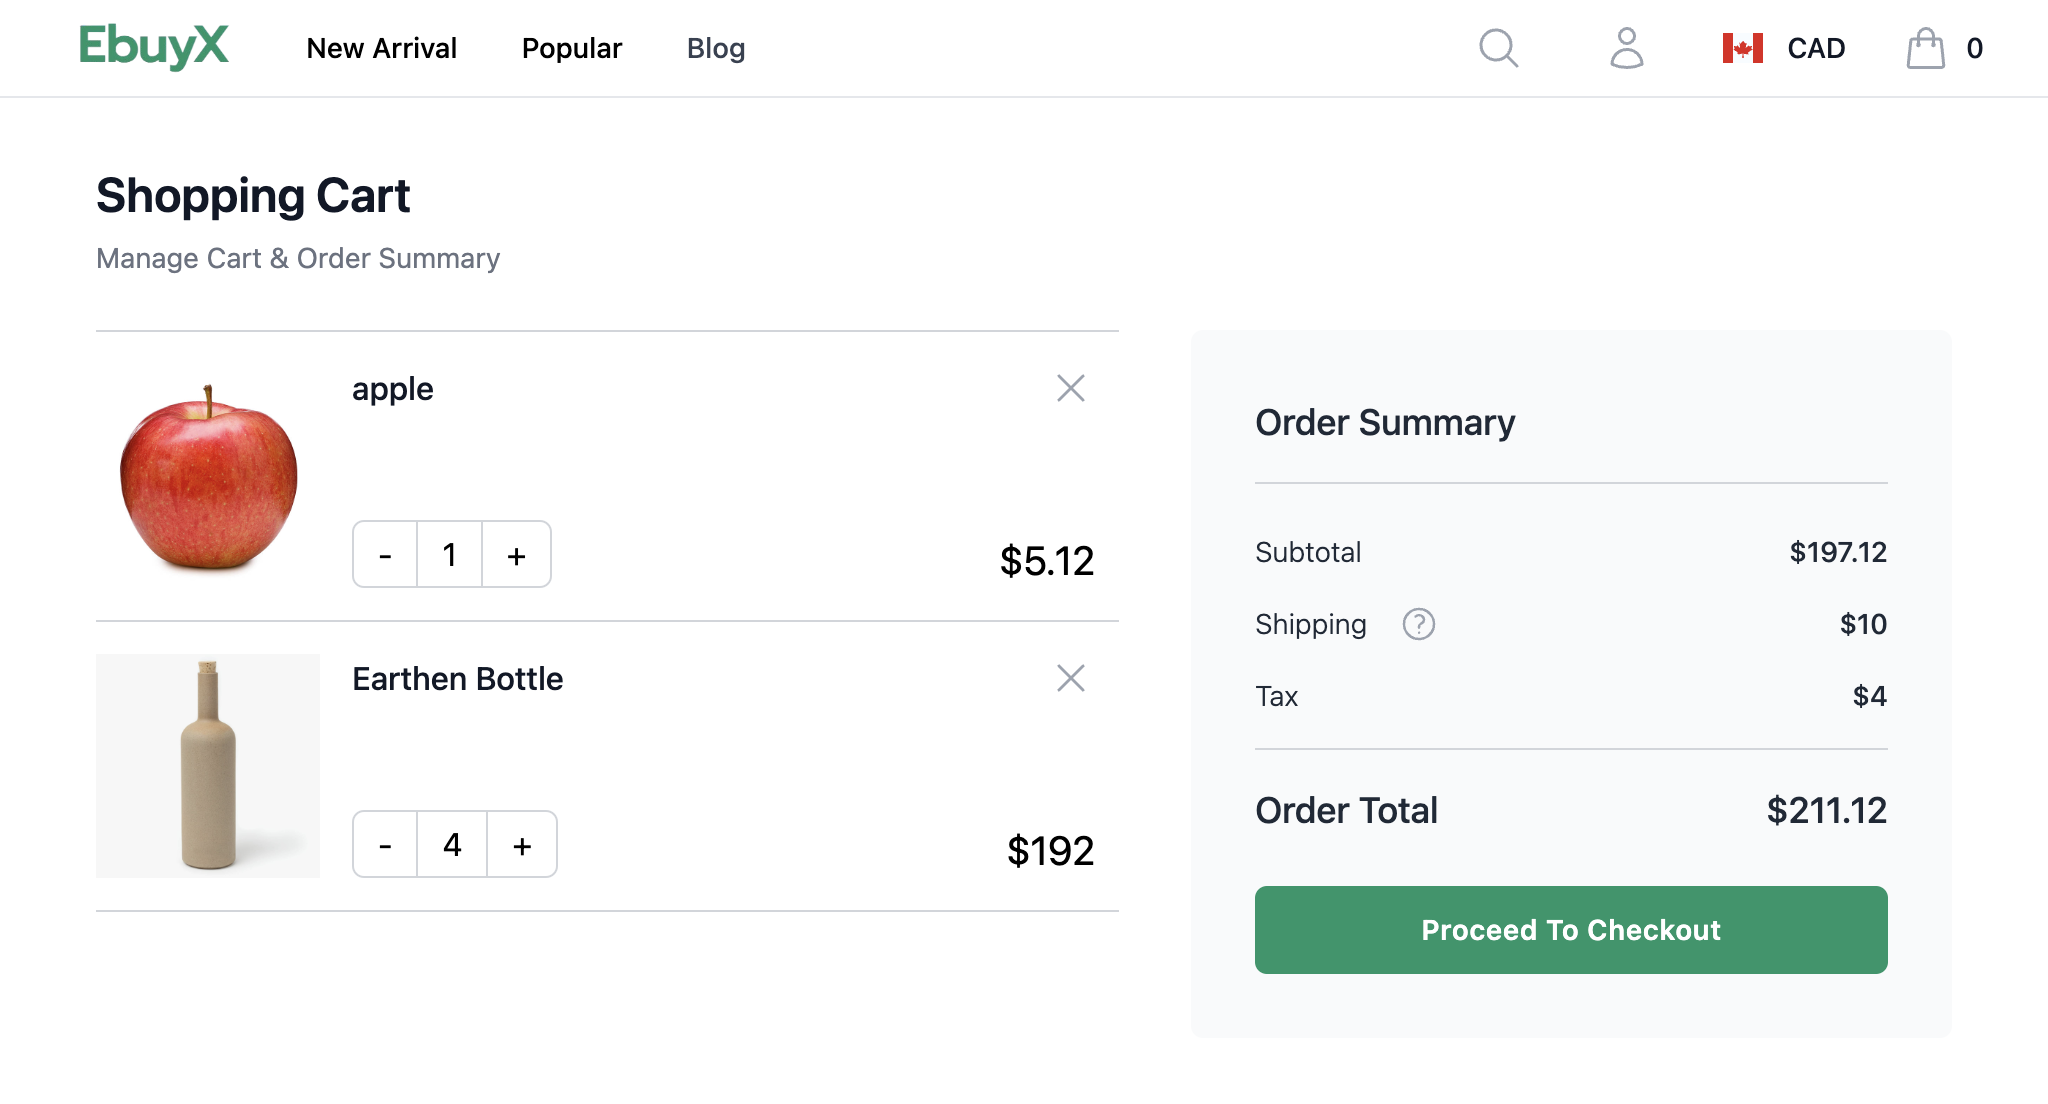 EbuyX New Arrival Popular Blog CAD 0
Shopping Cart
Manage Cart & Order Summary
apple
- 1 +
$5.12
Earthen Bottle
- 4 +
$192
Order Summary
Subtotal $197.12
Shipping ? $10
Tax $4
Order Total $211.12
Proceed To Checkout